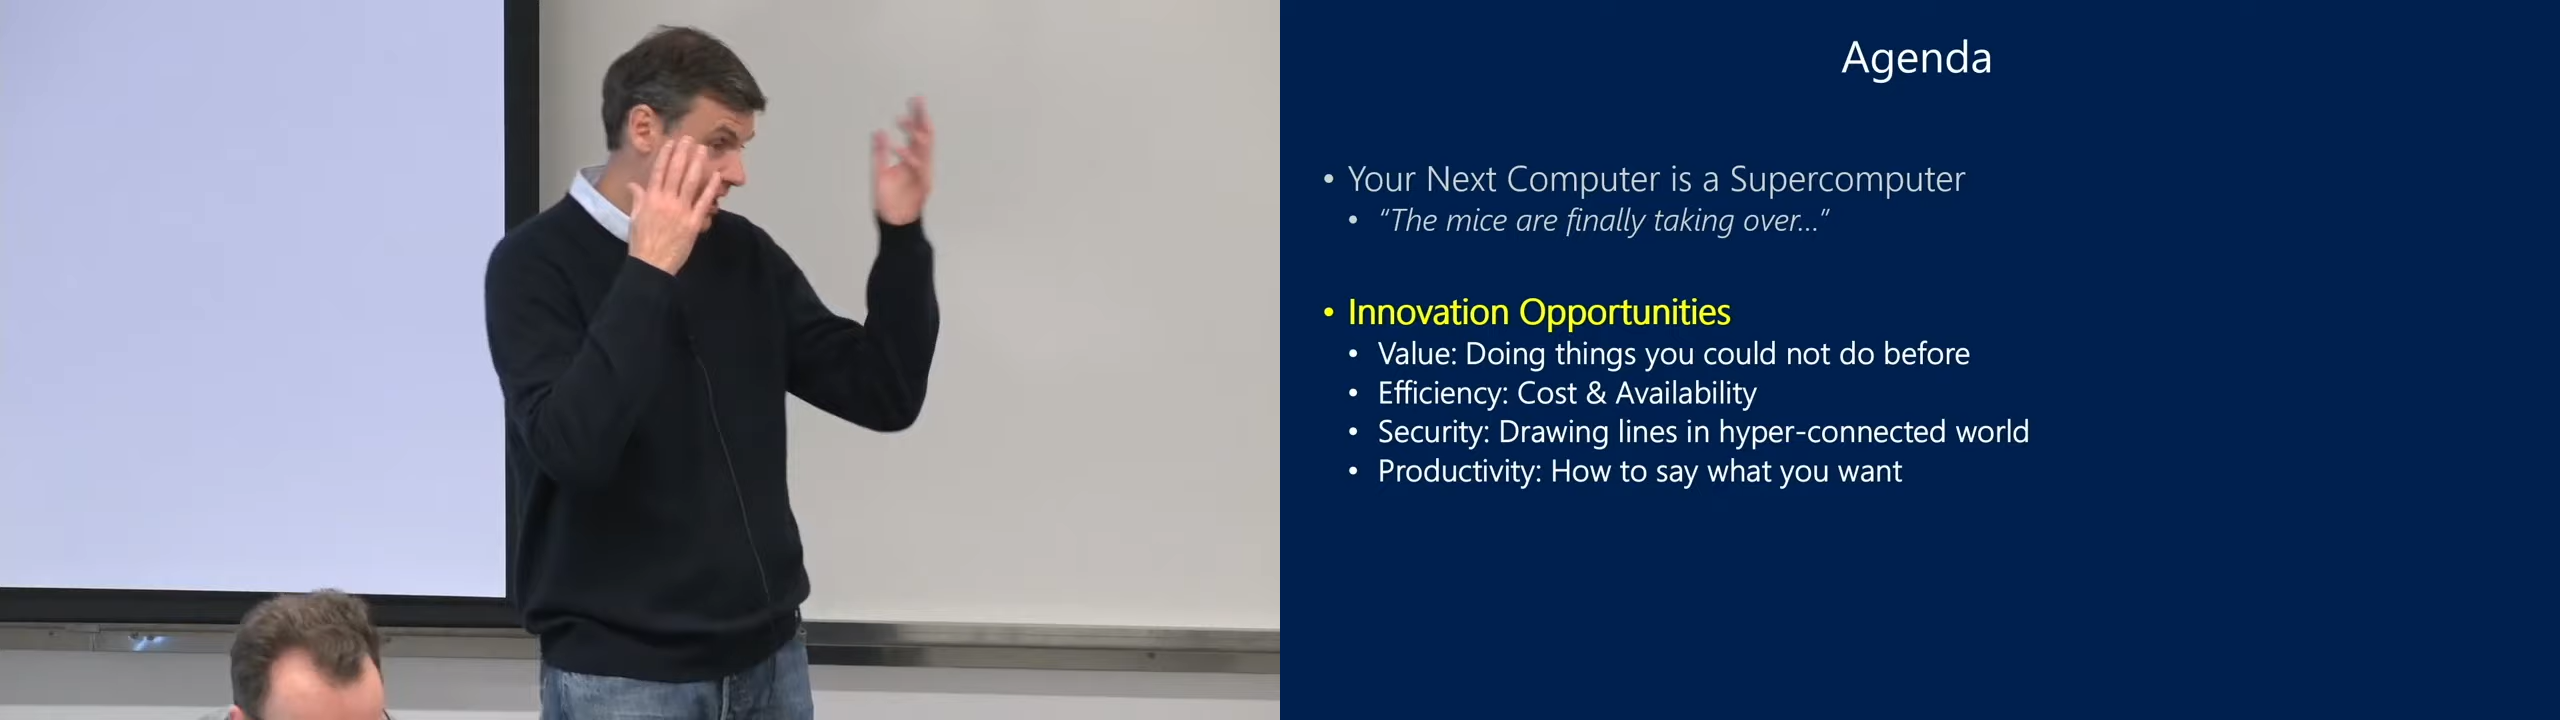 Agenda
• Your Next Computer is a Supercomputer
• “The mice are finally taking over…”
• Innovation Opportunities
• Value: Doing things you could not do before
• Efficiency: Cost & Availability
• Security: Drawing lines in hyper-connected world
• Productivity: How to say what you want